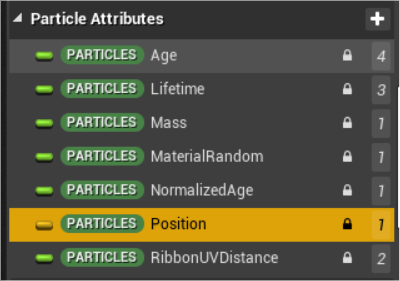 Particle Attributes
PARTICLES Age 4
PARTICLES Lifetime 3
PARTICLES Mass 1
PARTICLES MaterialRandom 1
PARTICLES NormalizedAge 1
PARTICLES Position 1
PARTICLES RibbonUVDistance 2